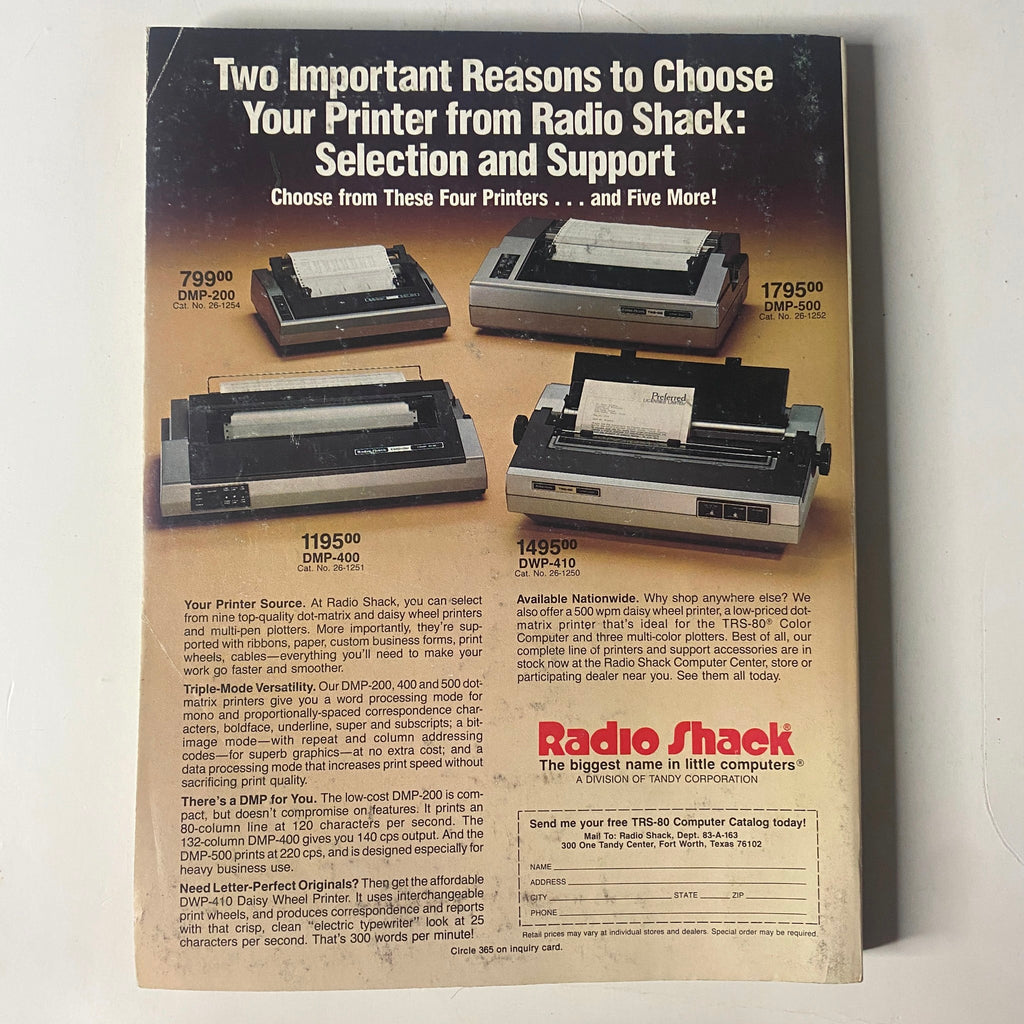 Two Important Reasons to Choose
Your Printer from Radio Shack:
Selection and Support
Choose from These Four Printers . . . and Five More!
799⁰⁰
DMP-200
Cat. No. 26-1254
1795⁰⁰
DMP-500
Cat. No. 26-1252
Preferred
Radio Shack
1195⁰⁰
DMP-400
Cat. No. 26-1251
1495⁰⁰
DWP-410
Cat. No. 26-1250
Your Printer Source. At Radio Shack, you can select
from nine top-quality dot-matrix and daisy wheel printers
and multi-pen plotters. More importantly, they're sup-
ported with ribbons, paper, custom business forms, print
wheels, cables—everything you'll need to make your
work go faster and smoother.
Triple-Mode Versatility. Our DMP-200, 400 and 500 dot-
matrix printers give you a word processing mode for
mono and proportionally-spaced correspondence char-
acters, boldface, underline, super and subscripts; a bit-
image mode—with repeat and column addressing
codes—for superb graphics—at no extra cost; and a
data processing mode that increases print speed without
sacrificing print quality.
There's a DMP for You. The low-cost DMP-200 is com-
pact, but doesn't compromise on features. It prints an
80-column line at 120 characters per second. The
132-column DMP-400 gives you 140 cps output. And the
DMP-500 prints at 220 cps, and is designed especially for
heavy business use.
Need Letter-Perfect Originals? Then get the affordable
DWP-410 Daisy Wheel Printer. It uses interchangeable
print wheels, and produces correspondence and reports
with that crisp, clean "electric typewriter" look at 25
characters per second. That's 300 words per minute!
Available Nationwide. Why shop anywhere else? We
also offer a 500 wpm daisy wheel printer, a low-priced dot-
matrix printer that's ideal for the TRS-80® Color
Computer and three multi-color plotters. Best of all, our
complete line of printers and support accessories are in
stock now at the Radio Shack Computer Center, store or
participating dealer near you. See them all today.
Radio Shack®
The biggest name in little computers®
A DIVISION OF TANDY CORPORATION
Send me your free TRS-80 Computer Catalog today!
Mail To: Radio Shack, Dept. 83-A-163
300 One Tandy Center, Fort Worth, Texas 76102
NAME
ADDRESS
CITY STATE ZIP
PHONE
Retail prices may vary at individual stores and dealers. Special order may be required.
Circle 365 on inquiry card.